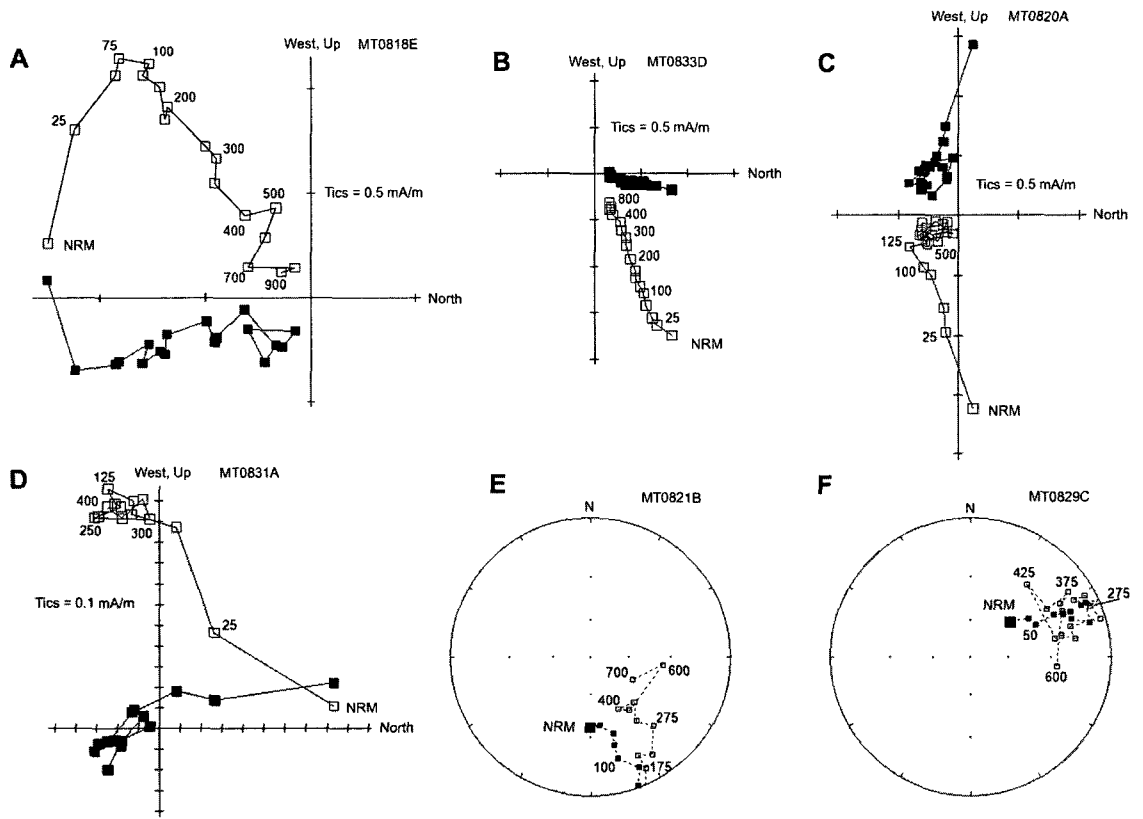 A
West, Up MT0818E
75
100
25
200
300
Tics = 0.5 mA/m
500
400
NRM
700
900
North
B
West, Up MT0833D
Tics = 0.5 mA/m
North
800
400
300
200
100
25
NRM
C
West, Up MT0820A
Tics = 0.5 mA/m
North
125
500
100
25
NRM
D
West, Up MT0831A
125
400
250
300
Tics = 0.1 mA/m
25
NRM
North
E
MT0821B
N
700
600
400
NRM
275
100
175
F
MT0829C
N
425
375
275
NRM
50
600